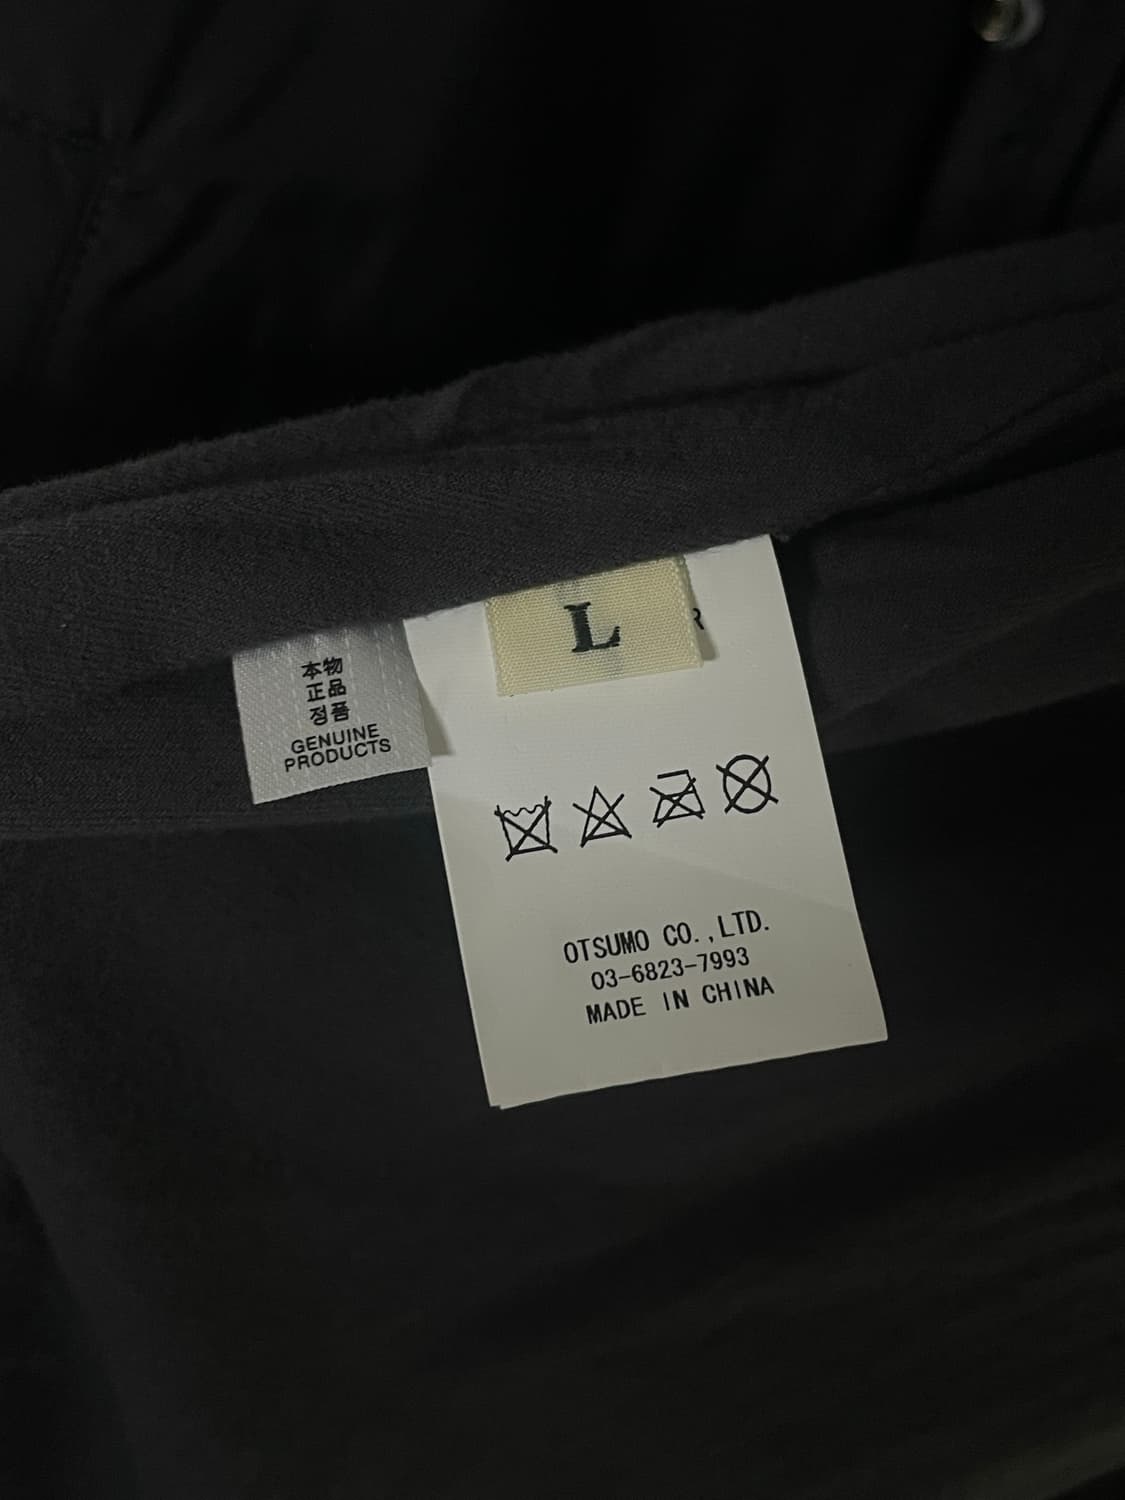 本物
正品
정품
GENUINE
PRODUCTS
L
R
OTSUMO CO.,LTD.
03-6823-7993
MADE IN CHINA